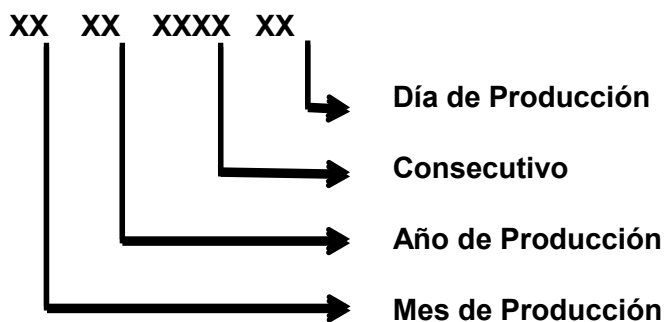 XX XX XXXX XX
Día de Producción
Consecutivo
Año de Producción
Mes de Producción